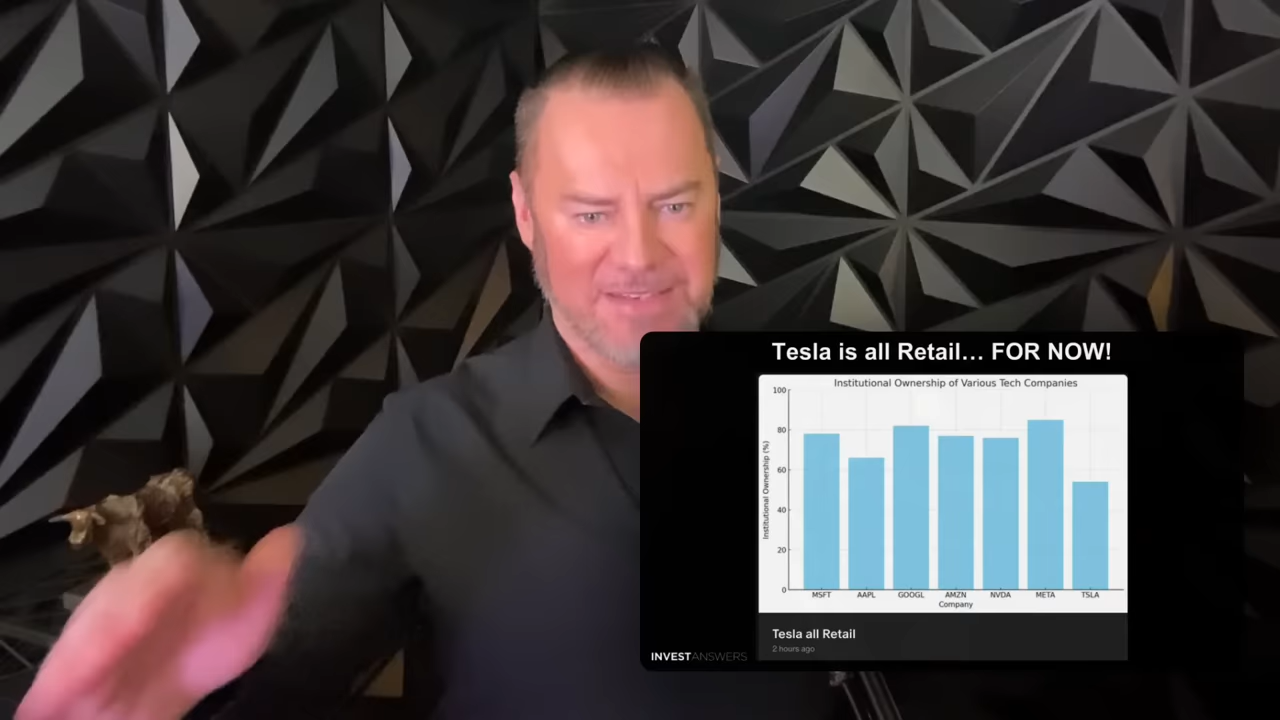 Tesla is all Retail... FOR NOW!
Institutional Ownership of Various Tech Companies
Institutional Ownership (%)
100
80
60
40
20
0
MSFT AAPL GOOGL AMZN NVDA META TSLA
Company
Tesla all Retail
2 hours ago
INVESTANSWERS